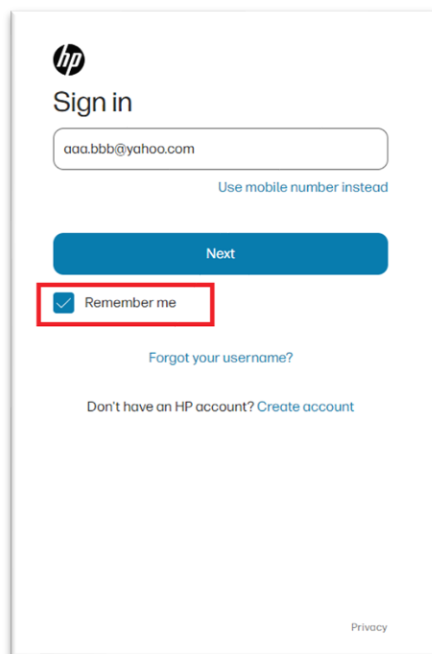 hp
Sign in
aaa.bbb@yahoo.com
Use mobile number instead
Next
Remember me
Forgot your username?
Don't have an HP account? Create account
Privacy